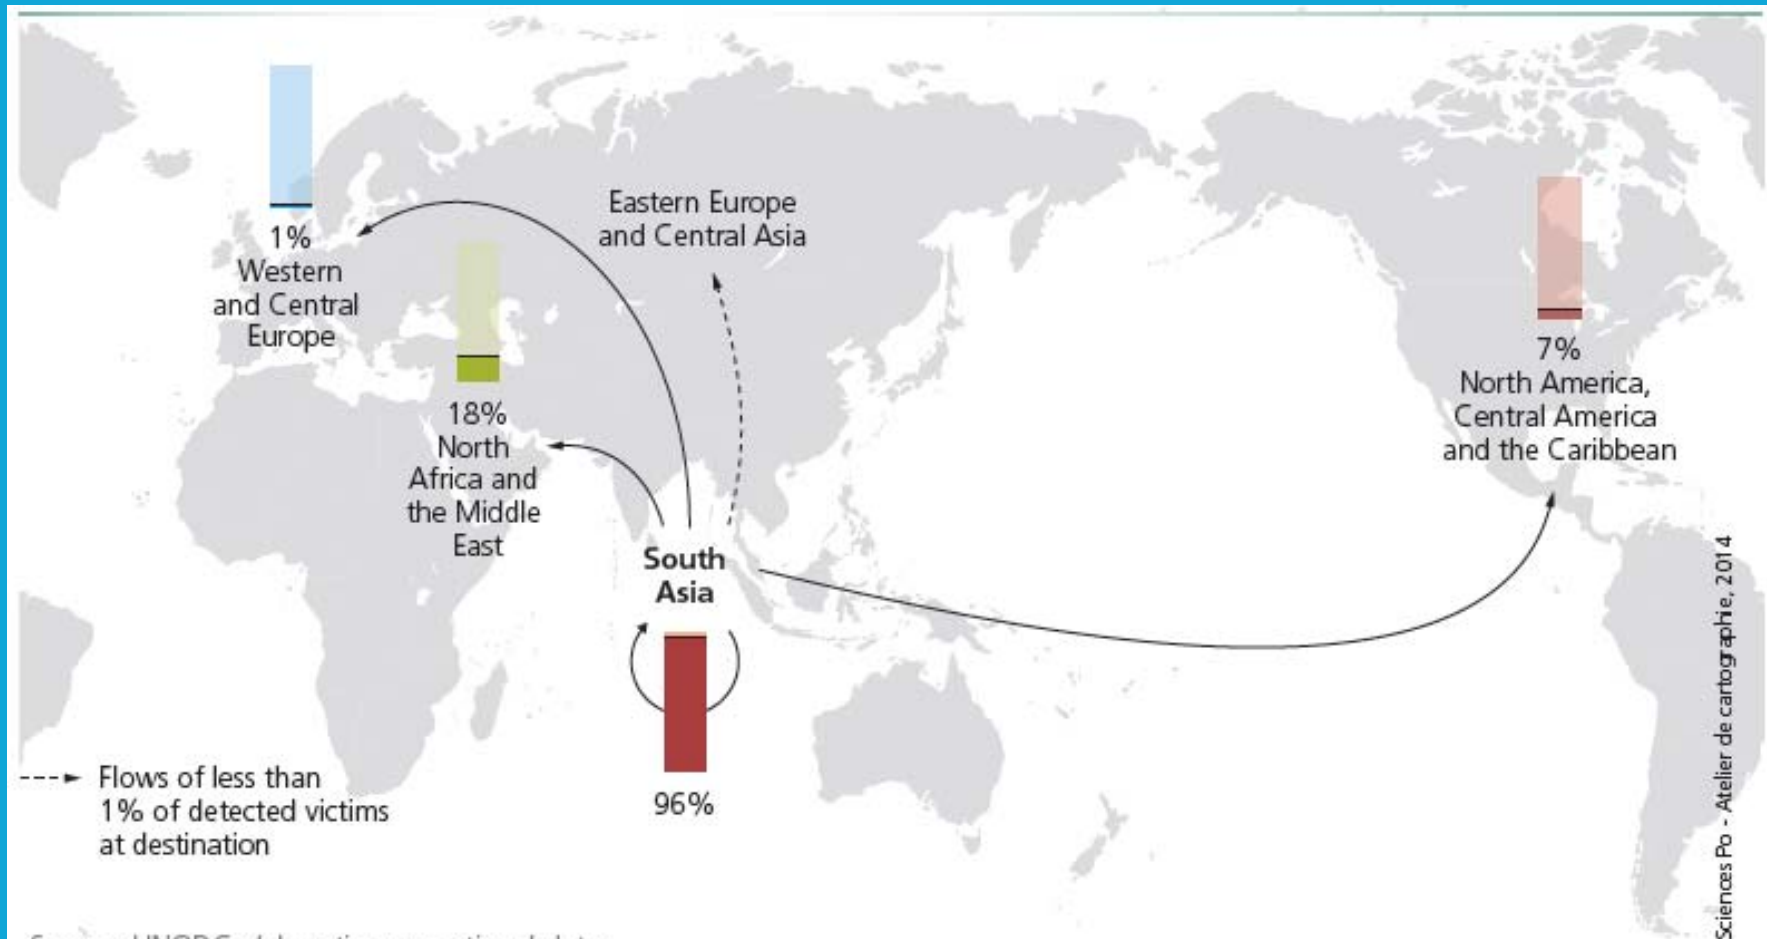 1%
Western
and Central
Europe
18%
North
Africa and
the Middle
East
Eastern Europe
and Central Asia
7%
North America,
Central America
and the Caribbean
South
Asia
96%
Flows of less than
1% of detected victims
at destination
Sciences Po - Atelier de cartographie, 2014